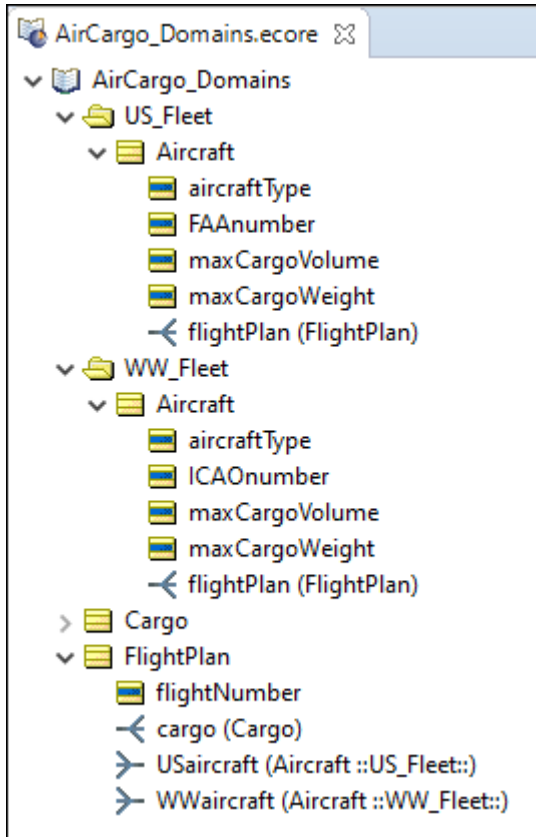 AirCargo_Domains.ecore
AirCargo_Domains
US_Fleet
Aircraft
aircraftType
FAAnumber
maxCargoVolume
maxCargoWeight
flightPlan (FlightPlan)
WW_Fleet
Aircraft
aircraftType
ICAOnumber
maxCargoVolume
maxCargoWeight
flightPlan (FlightPlan)
Cargo
FlightPlan
flightNumber
cargo (Cargo)
USaircraft (Aircraft ::US_Fleet::)
WWaircraft (Aircraft ::WW_Fleet::)